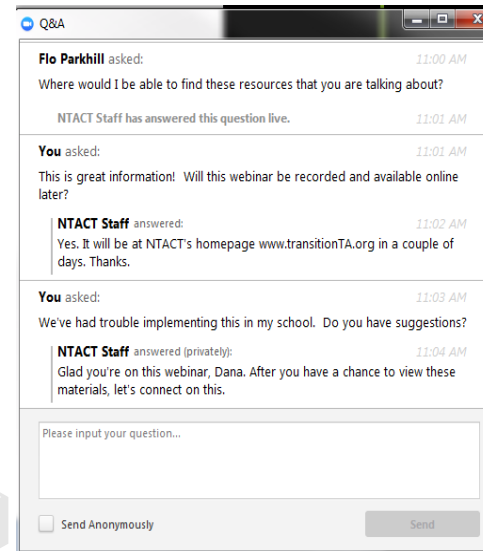 Q&A
Flo Parkhill asked: 11:00 AM
Where would I be able to find these resources that you are talking about?
NTACT Staff has answered this question live. 11:01 AM
You asked: 11:01 AM
This is great information!  Will this webinar be recorded and available online
later?
NTACT Staff answered: 11:02 AM
Yes. It will be at NTACT's homepage www.transitionTA.org in a couple of
days. Thanks.
You asked: 11:03 AM
We've had trouble implementing this in my school.  Do you have suggestions?
NTACT Staff answered (privately): 11:04 AM
Glad you're on this webinar, Dana. After you have a chance to view these
materials, let's connect on this.
Please input your question...
Send Anonymously
Send